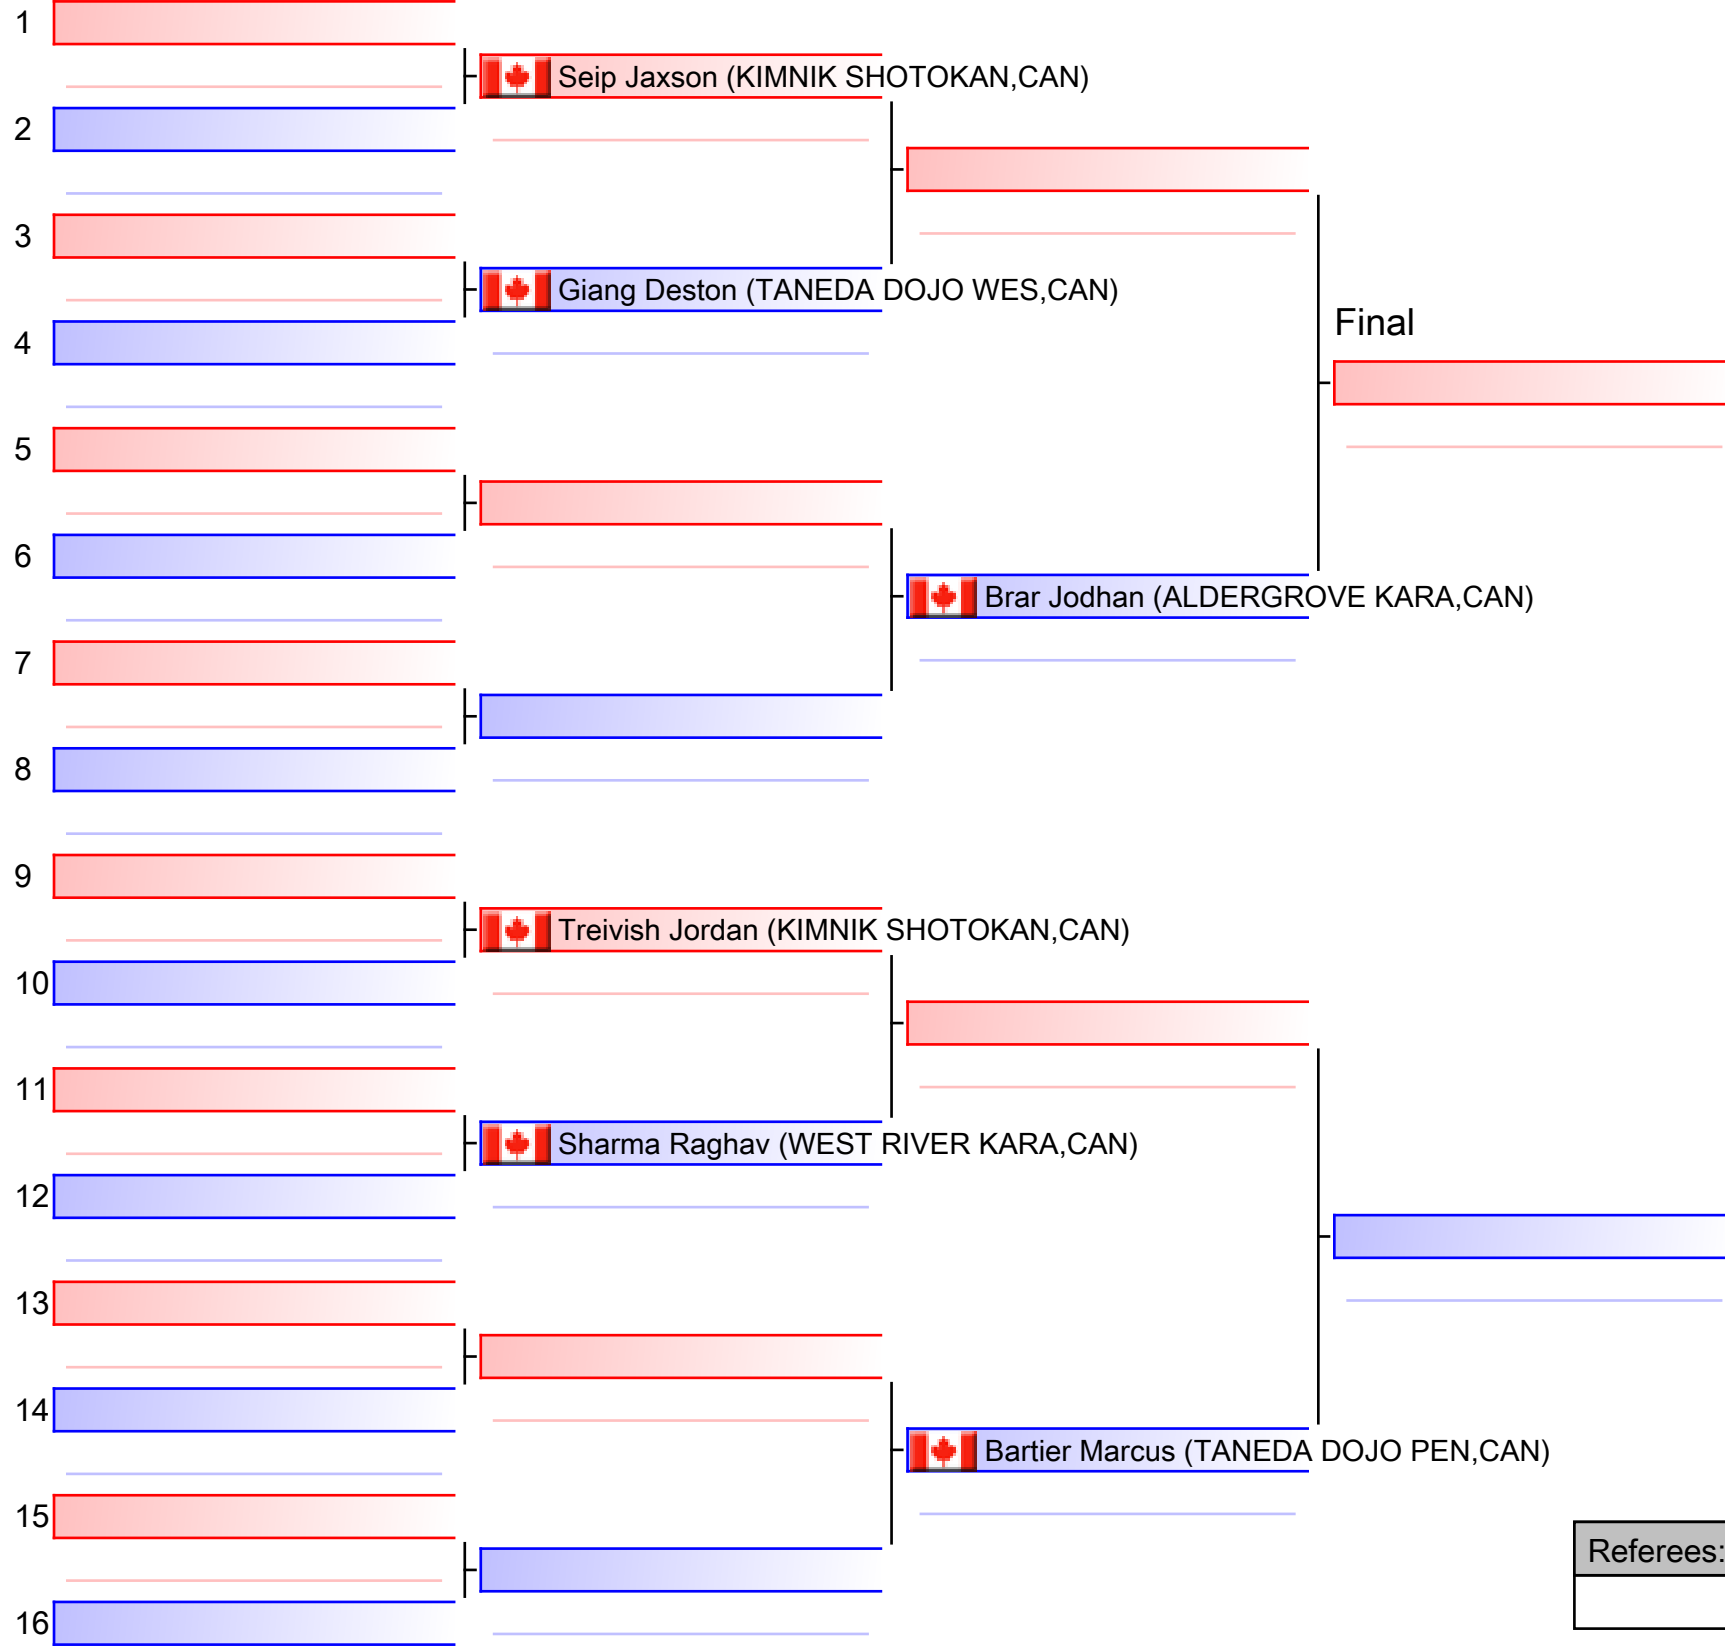 1
Seip Jaxson (KIMNIK SHOTOKAN,CAN)
2
3
Giang Deston (TANEDA DOJO WES,CAN)
4
Final
5
6
Brar Jodhan (ALDERGROVE KARA,CAN)
7
8
9
Treivish Jordan (KIMNIK SHOTOKAN,CAN)
10
11
Sharma Raghav (WEST RIVER KARA,CAN)
12
13
14
Bartier Marcus (TANEDA DOJO PEN,CAN)
15
Referees:
16